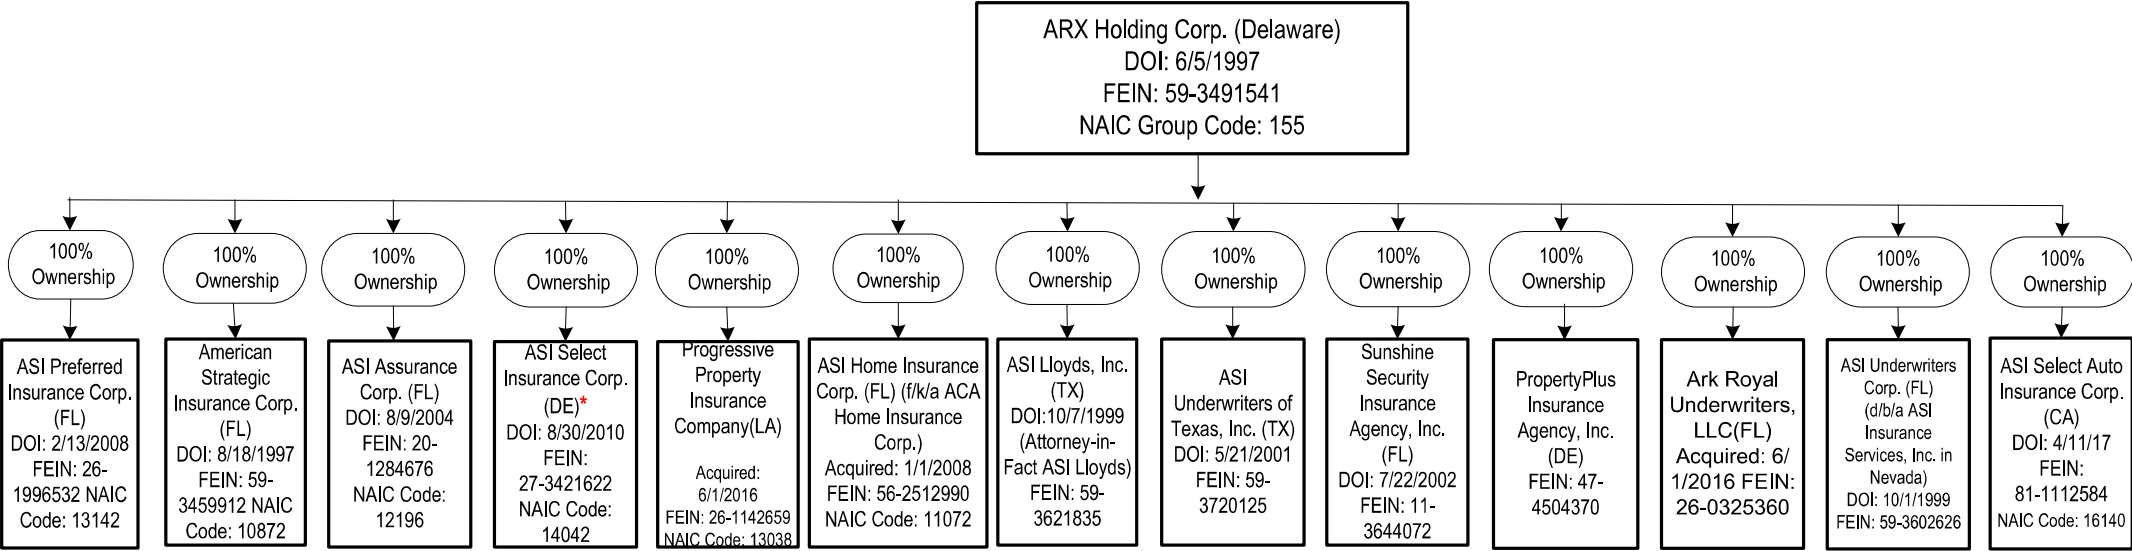 ARX Holding Corp. (Delaware)
DOI: 6/5/1997
FEIN: 59-3491541
NAIC Group Code: 155
100%
Ownership
100%
Ownership
100%
Ownership
100%
Ownership
100%
Ownership
100%
Ownership
100%
Ownership
100%
Ownership
100%
Ownership
100%
Ownership
100%
Ownership
100%
Ownership
100%
Ownership
ASI Preferred
Insurance Corp.
(FL)
DOI: 2/13/2008
FEIN: 26-
1996532 NAIC
Code: 13142
American
Strategic
Insurance Corp.
(FL)
DOI: 8/18/1997
FEIN: 59-
3459912 NAIC
Code: 10872
ASI Assurance
Corp. (FL)
DOI: 8/9/2004
FEIN: 20-
1284676
NAIC Code:
12196
ASI Select
Insurance Corp.
(DE)*
DOI: 8/30/2010
FEIN:
27-3421622
NAIC Code:
14042
Progressive
Property
Insurance
Company(LA)
Acquired:
6/1/2016
FEIN: 26-1142659
NAIC Code: 13038
ASI Home Insurance
Corp. (FL) (f/k/a ACA
Home Insurance
Corp.)
Acquired: 1/1/2008
FEIN: 56-2512990
NAIC Code: 11072
ASI Lloyds, Inc.
(TX)
DOI:10/7/1999
(Attorney-in-
Fact ASI Lloyds)
FEIN: 59-
3621835
ASI
Underwriters of
Texas, Inc. (TX)
DOI: 5/21/2001
FEIN: 59-
3720125
Sunshine
Security
Insurance
Agency, Inc.
(FL)
DOI: 7/22/2002
FEIN: 11-
3644072
PropertyPlus
Insurance
Agency, Inc.
(DE)
FEIN: 47-
4504370
Ark Royal
Underwriters,
LLC(FL)
Acquired: 6/
1/2016 FEIN:
26-0325360
ASI Underwriters
Corp. (FL)
(d/b/a ASI
Insurance
Services, Inc. in
Nevada)
DOI: 10/1/1999
FEIN: 59-3602626
ASI Select Auto
Insurance Corp.
(CA)
DOI: 4/11/17
FEIN:
81-1112584
NAIC Code: 16140